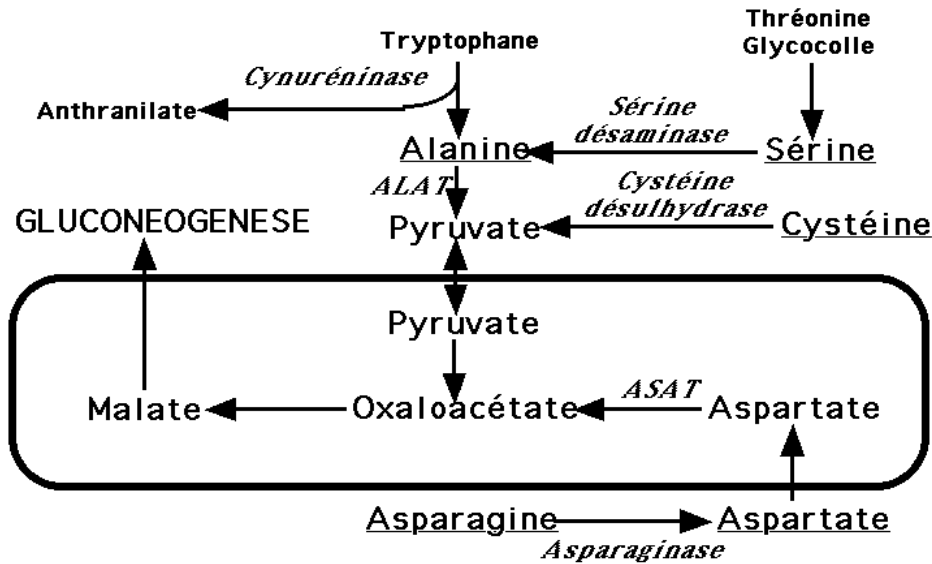 Thréonine
Glycocolle
Tryptophane
Cynuréninase
Anthranilate
Sérine
désaminase
Alanine
Sérine
ALAT
Cystéine
désulhydrase
GLUCONEOGENESE
Pyruvate
Cystéine
Pyruvate
ASAT
Malate
Oxaloacétate
Aspartate
Asparagine
Aspartate
Asparaginase